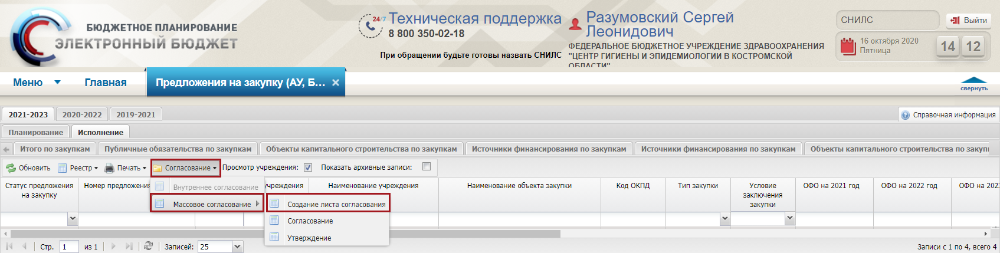 БЮДЖЕТНОЕ ПЛАНИРОВАНИЕ
ЭЛЕКТРОННЫЙ БЮДЖЕТ
24/7 Техническая поддержка
8 800 350-02-18
При обращении будьте готовы назвать СНИЛС
Разумовский Сергей
Леонидович
ФЕДЕРАЛЬНОЕ БЮДЖЕТНОЕ УЧРЕЖДЕНИЕ ЗДРАВООХРАНЕНИЯ
"ЦЕНТР ГИГИЕНЫ И ЭПИДЕМИОЛОГИИ В КОСТРОМСКОЙ
ОБЛАСТИ"
СНИЛС
Выйти
16 октября 2020
Пятница
14 12
Меню Главная Предложения на закупку (АУ, Б...
свернуть
2021-2023 2020-2022 2019-2021 Справочная информация
Планирование Исполнение
Итого по закупкам Публичные обязательства по закупкам Объекты капитального строительства по закупкам Источники финансирования по закупкам Источники финансирования по закупкам Объекты капитального строительства по закуп
Обновить Реестр Печать Согласование Просмотр учреждения: Показать архивные записи:
Внутреннее согласование
Массовое согласование
Создание листа согласования
Согласование
Утверждение
Статус предложения
на закупку
Номер предложения
учреждения
Наименование учреждения
Наименование объекта закупки
Код ОКПД
Тип закупки
Условие
заключения
закупки
ОФО на 2021 год
ОФО на 2022 год
ОФО на 2023
Стр. 1 из 1 Записей: 25
Записи с 1 по 4, всего 4